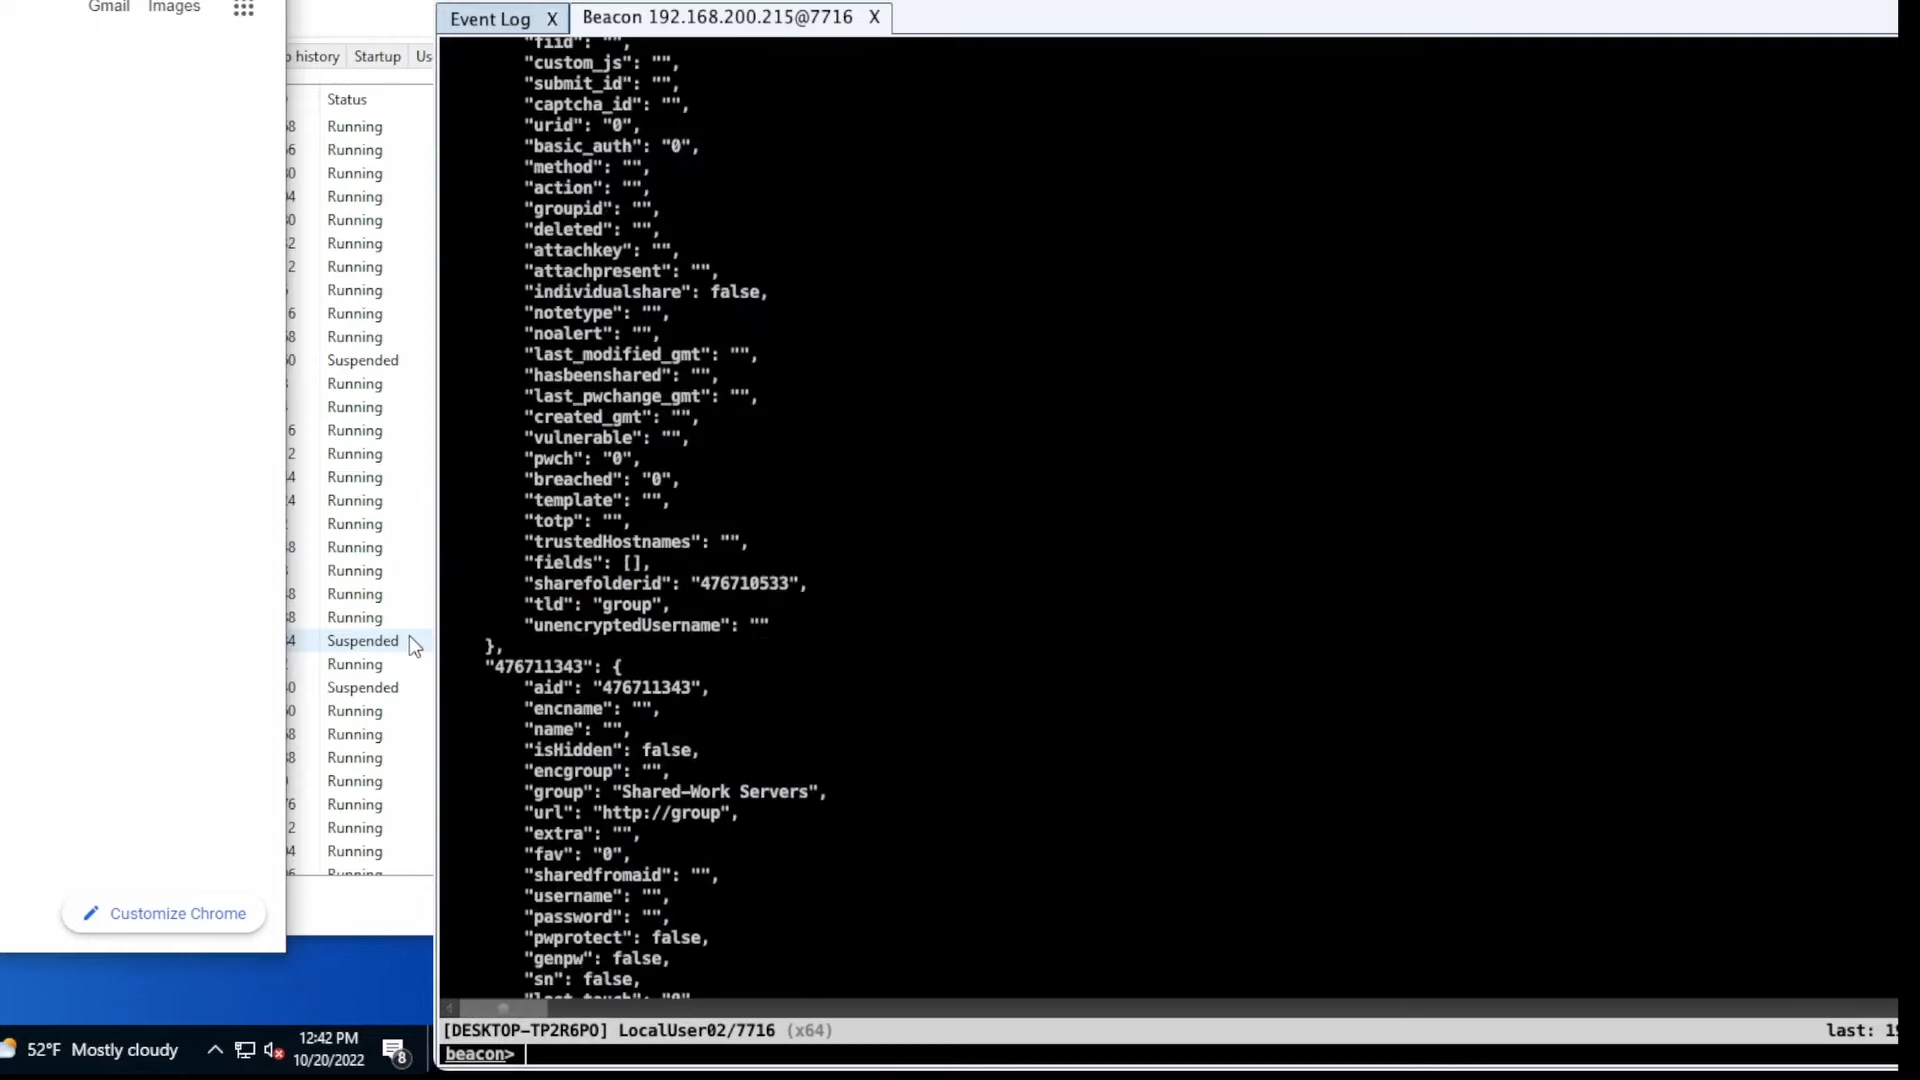 Gmail Images
history Startup Us
Status
Running
Running
Running
Running
Running
Running
Running
Running
Running
Running
Suspended
Running
Running
Running
Running
Running
Running
Running
Running
Running
Running
Running
Suspended
Running
Suspended
Running
Running
Running
Running
Running
Running
Running
Running
Customize Chrome
52°F Mostly cloudy
12:42 PM
10/20/2022
8
Event Log X
Beacon 192.168.200.215@7716 X
"fiid": "",
"custom_js": "",
"submit_id": "",
"captcha_id": "",
"urid": "0",
"basic_auth": "0",
"method": "",
"action": "",
"groupid": "",
"deleted": "",
"attachkey": "",
"attachpresent": "",
"individualshare": false,
"notetype": "",
"noalert": "",
"last_modified_gmt": "",
"hasbeenshared": "",
"last_pwchange_gmt": "",
"created_gmt": "",
"vulnerable": "",
"pwch": "0",
"breached": "0",
"template": "",
"totp": "",
"trustedHostnames": "",
"fields": [],
"sharefolderid": "476710533",
"tld": "group",
"unencryptedUsername": ""
},
"476711343": {
"aid": "476711343",
"encname": "",
"name": "",
"isHidden": false,
"encgroup": "",
"group": "Shared-Work Servers",
"url": "http://group",
"extra": "",
"fav": "0",
"sharedfromaid": "",
"username": "",
"password": "",
"pwprotect": false,
"genpw": false,
"sn": false,
"last_touch": "0"
[DESKTOP-TP2R6PO] LocalUser02/7716 (x64)
last:
beacon>